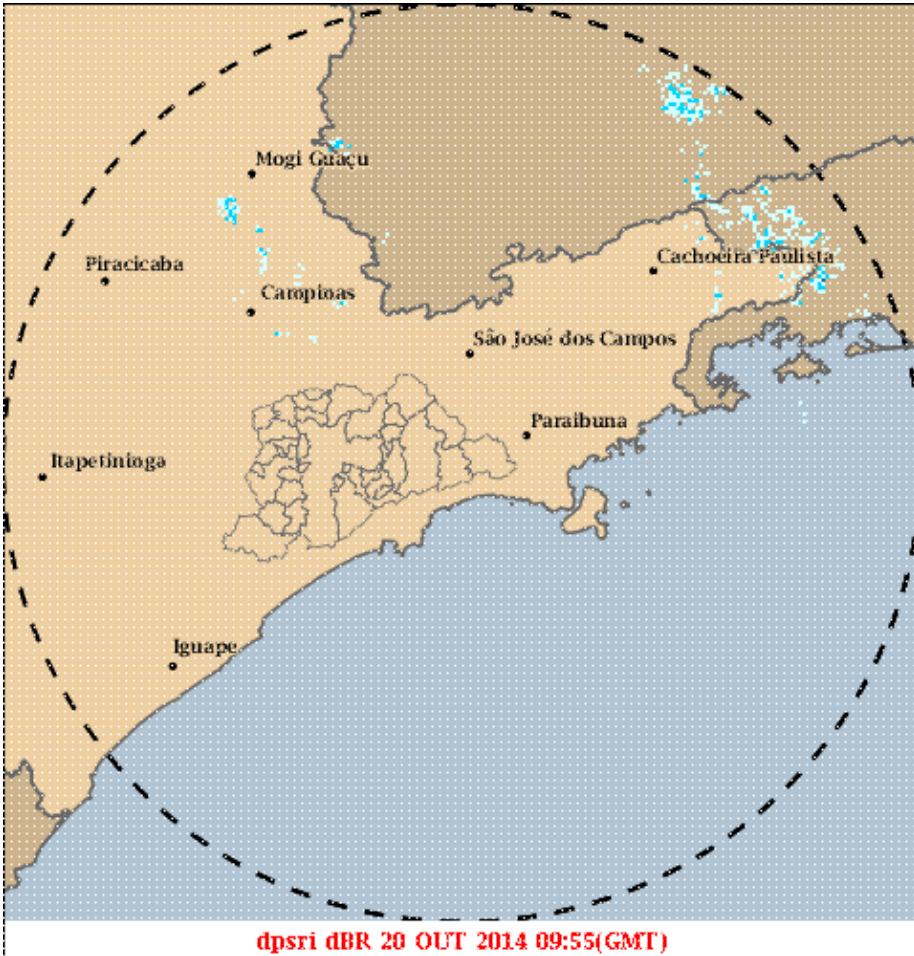 Mogi Guaçu
Piracicaba
Cachoeira Paulista
Campinas
São José dos Campos
Paraibuna
Itapetininga
Iguape
dpsri dBR 20 OUT 2014 09:55(GMT)